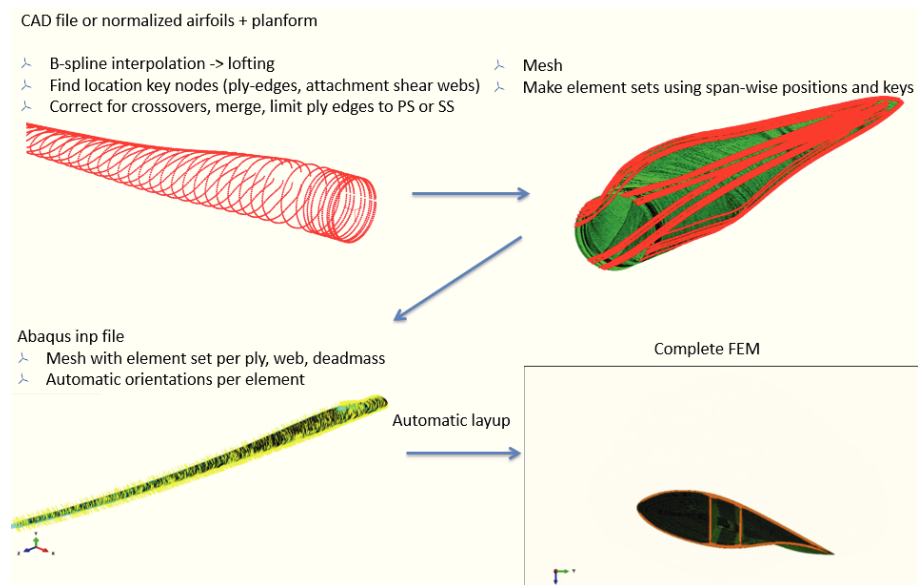 CAD file or normalized airfoils + planform
B-spline interpolation -> lofting
Find location key nodes (ply-edges, attachment shear webs)
Correct for crossovers, merge, limit ply edges to PS or SS
Mesh
Make element sets using span-wise positions and keys
Abaqus inp file
Mesh with element set per ply, web, deadmass
Automatic orientations per element
Automatic layup
Complete FEM